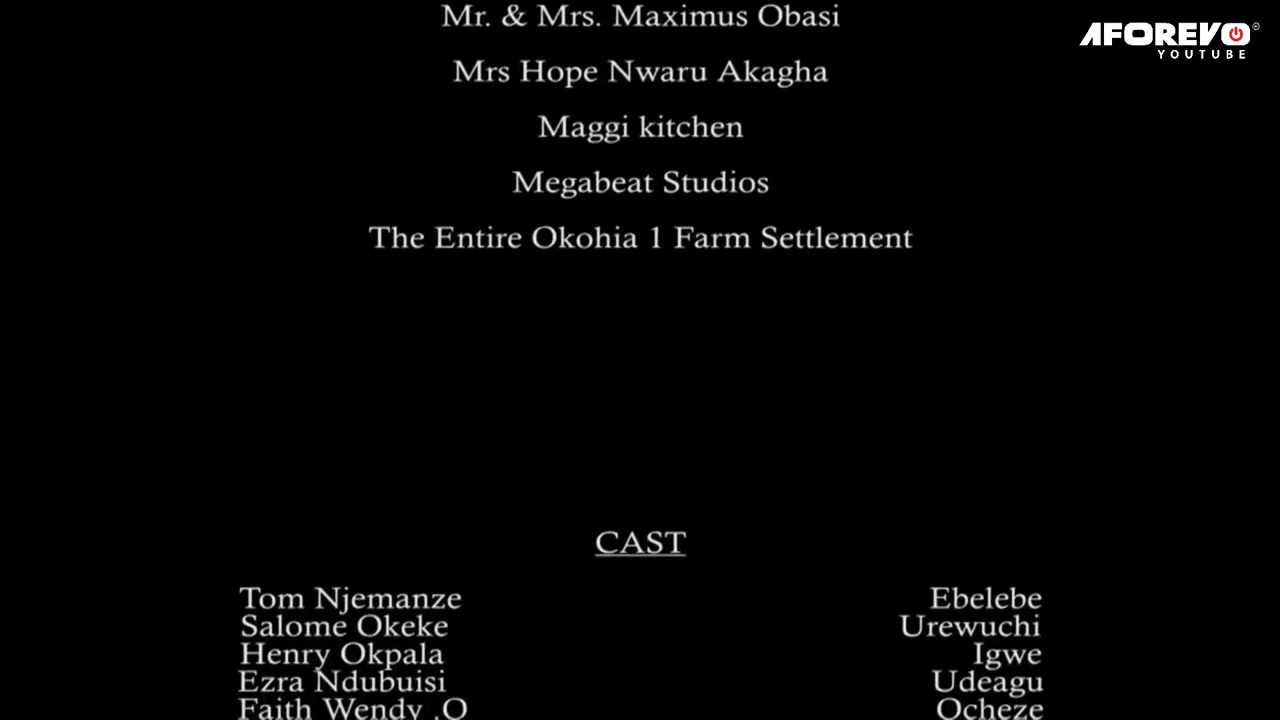 Mr. & Mrs. Maximus Obasi
AFOREVO®
YOUTUBE
Mrs Hope Nwaru Akagha
Maggi kitchen
Megabeat Studios
The Entire Okohia 1 Farm Settlement
CAST
Tom Njemanze Ebelebe
Salome Okeke Urewuchi
Henry Okpala Igwe
Ezra Ndubuisi Udeagu
Faith Wendy .O Ocheze